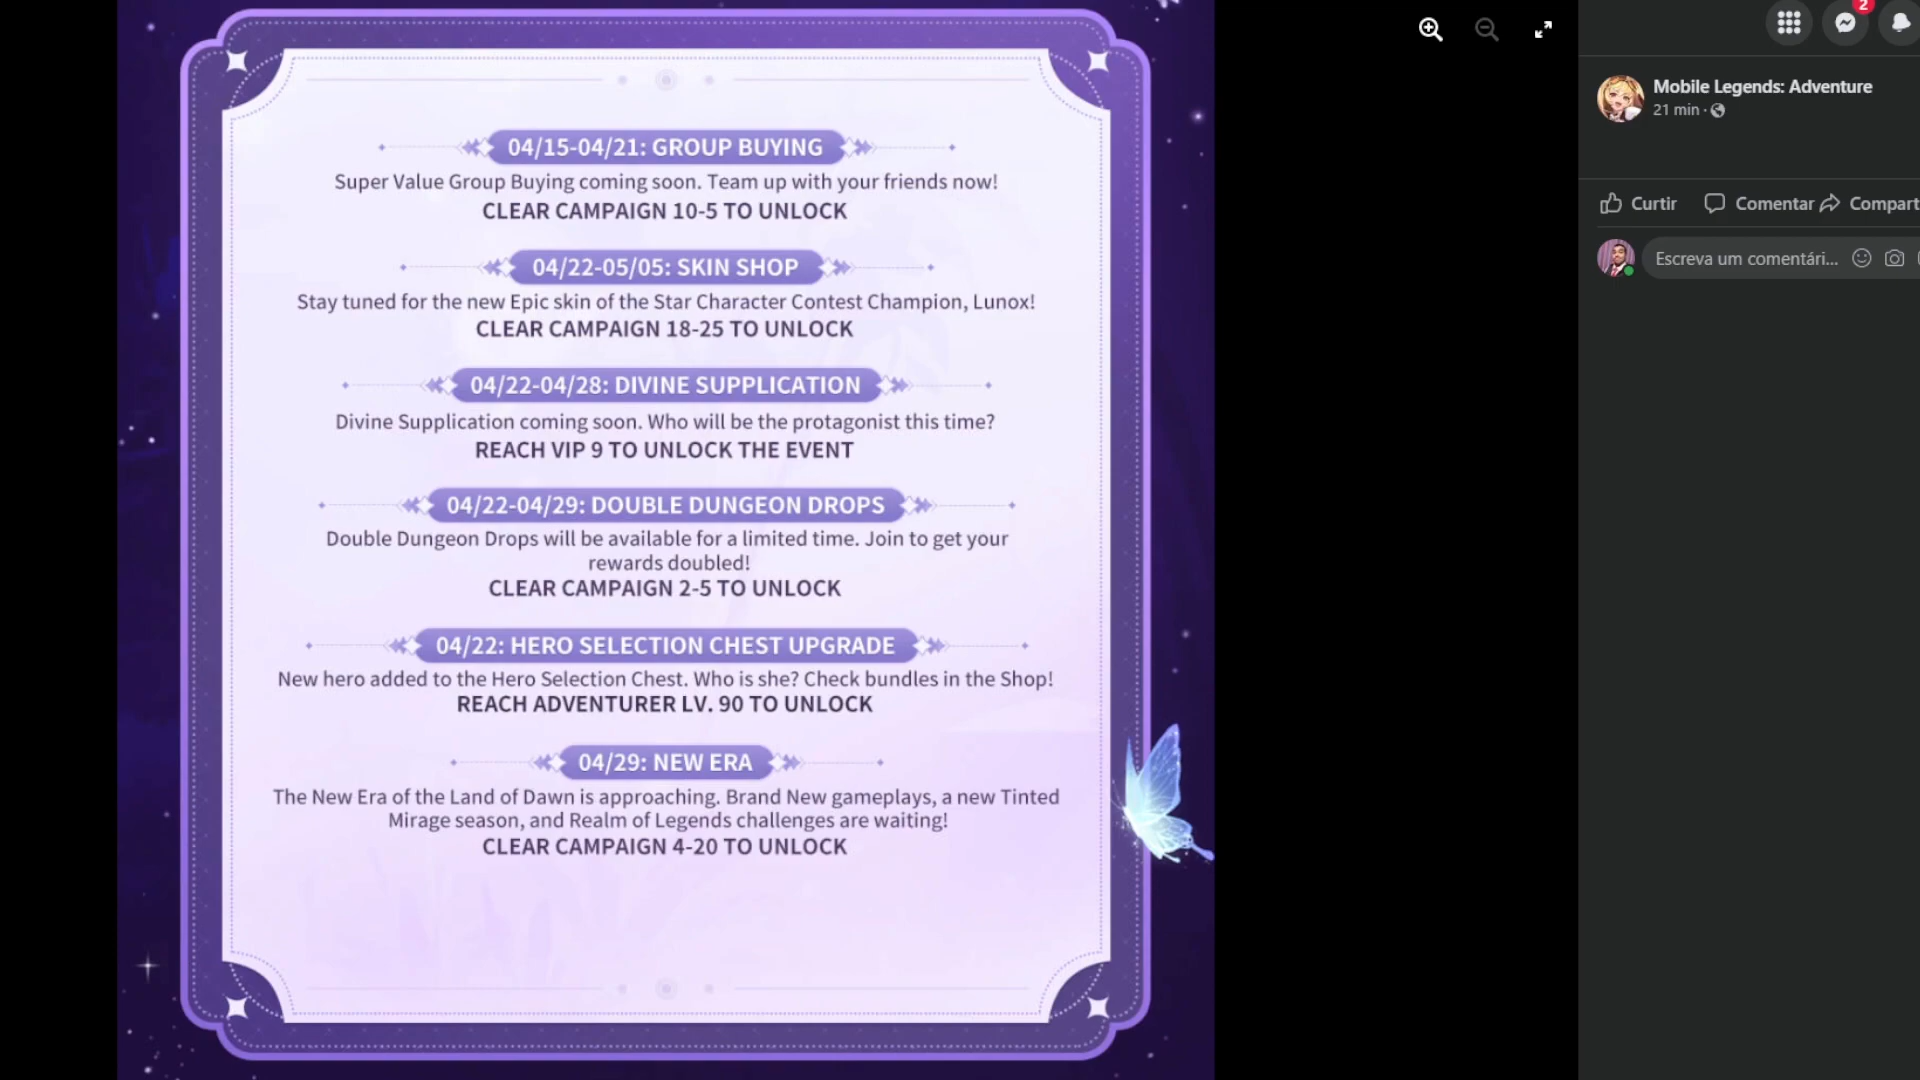 04/15-04/21: GROUP BUYING
Super Value Group Buying coming soon. Team up with your friends now!
CLEAR CAMPAIGN 10-5 TO UNLOCK
04/22-05/05: SKIN SHOP
Stay tuned for the new Epic skin of the Star Character Contest Champion, Lunox!
CLEAR CAMPAIGN 18-25 TO UNLOCK
04/22-04/28: DIVINE SUPPLICATION
Divine Supplication coming soon. Who will be the protagonist this time?
REACH VIP 9 TO UNLOCK THE EVENT
04/22-04/29: DOUBLE DUNGEON DROPS
Double Dungeon Drops will be available for a limited time. Join to get your
rewards doubled!
CLEAR CAMPAIGN 2-5 TO UNLOCK
04/22: HERO SELECTION CHEST UPGRADE
New hero added to the Hero Selection Chest. Who is she? Check bundles in the Shop!
REACH ADVENTURER LV. 90 TO UNLOCK
04/29: NEW ERA
The New Era of the Land of Dawn is approaching. Brand New gameplays, a new Tinted
Mirage season, and Realm of Legends challenges are waiting!
CLEAR CAMPAIGN 4-20 TO UNLOCK
2
Mobile Legends: Adventure
21 min ·
Curtir Comentar Compart
Escreva um comentári...